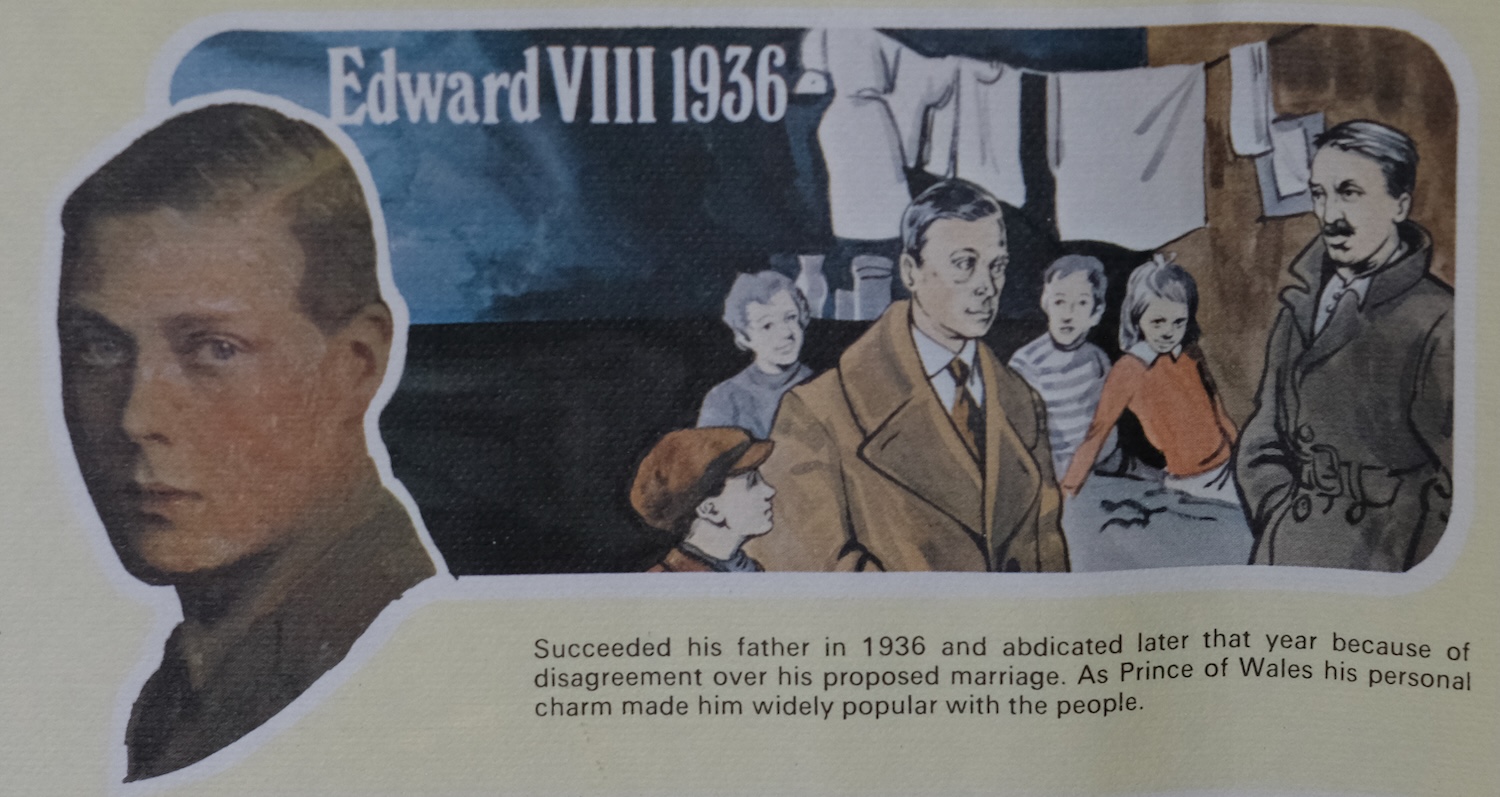 Edward VIII 1936
Succeeded his father in 1936 and abdicated later that year because of
disagreement over his proposed marriage. As Prince of Wales his personal
charm made him widely popular with the people.